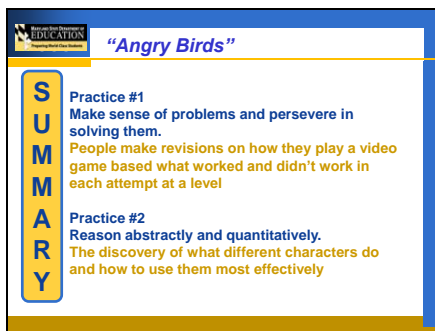 Maryland State Department of
EDUCATION
Preparing World Class Students
“Angry Birds”
S
U
M
M
A
R
Y
Practice #1
Make sense of problems and persevere in
solving them.
People make revisions on how they play a video
game based what worked and didn’t work in
each attempt at a level
Practice #2
Reason abstractly and quantitatively.
The discovery of what different characters do
and how to use them most effectively